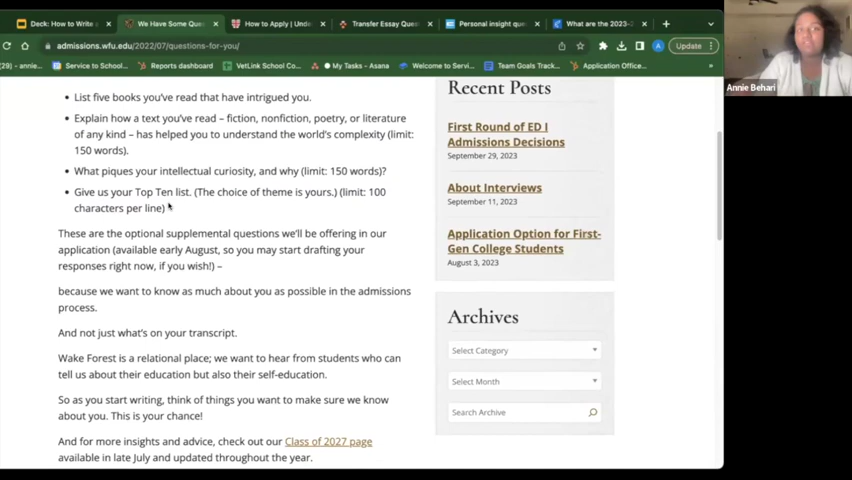 Deck: How to Write
We Have Some Ques
How to Apply | Unde
Transfer Essay Ques
Personal insight que
What are the 2023-2
admissions.wfu.edu/2022/07/questions-for-you/
Update
(29) - annie...
Service to School...
Reports dashboard
VetLink School Co...
My Tasks - Asana
Welcome to Servi...
Team Goals Track...
Application Office...
Annie Behari
• List five books you've read that have intrigued you.
• Explain how a text you've read – fiction, nonfiction, poetry, or literature
of any kind – has helped you to understand the world's complexity (limit:
150 words).
• What piques your intellectual curiosity, and why (limit: 150 words)?
• Give us your Top Ten list. (The choice of theme is yours.) (limit: 100
characters per line)
These are the optional supplemental questions we'll be offering in our
application (available early August, so you may start drafting your
responses right now, if you wish!) –
because we want to know as much about you as possible in the admissions
process.
And not just what's on your transcript.
Wake Forest is a relational place; we want to hear from students who can
tell us about their education but also their self-education.
So as you start writing, think of things you want to make sure we know
about you. This is your chance!
And for more insights and advice, check out our Class of 2027 page
available in late July and updated throughout the year.
Recent Posts
First Round of ED I
Admissions Decisions
September 29, 2023
About Interviews
September 11, 2023
Application Option for First-
Gen College Students
August 3, 2023
Archives
Select Category
Select Month
Search Archive